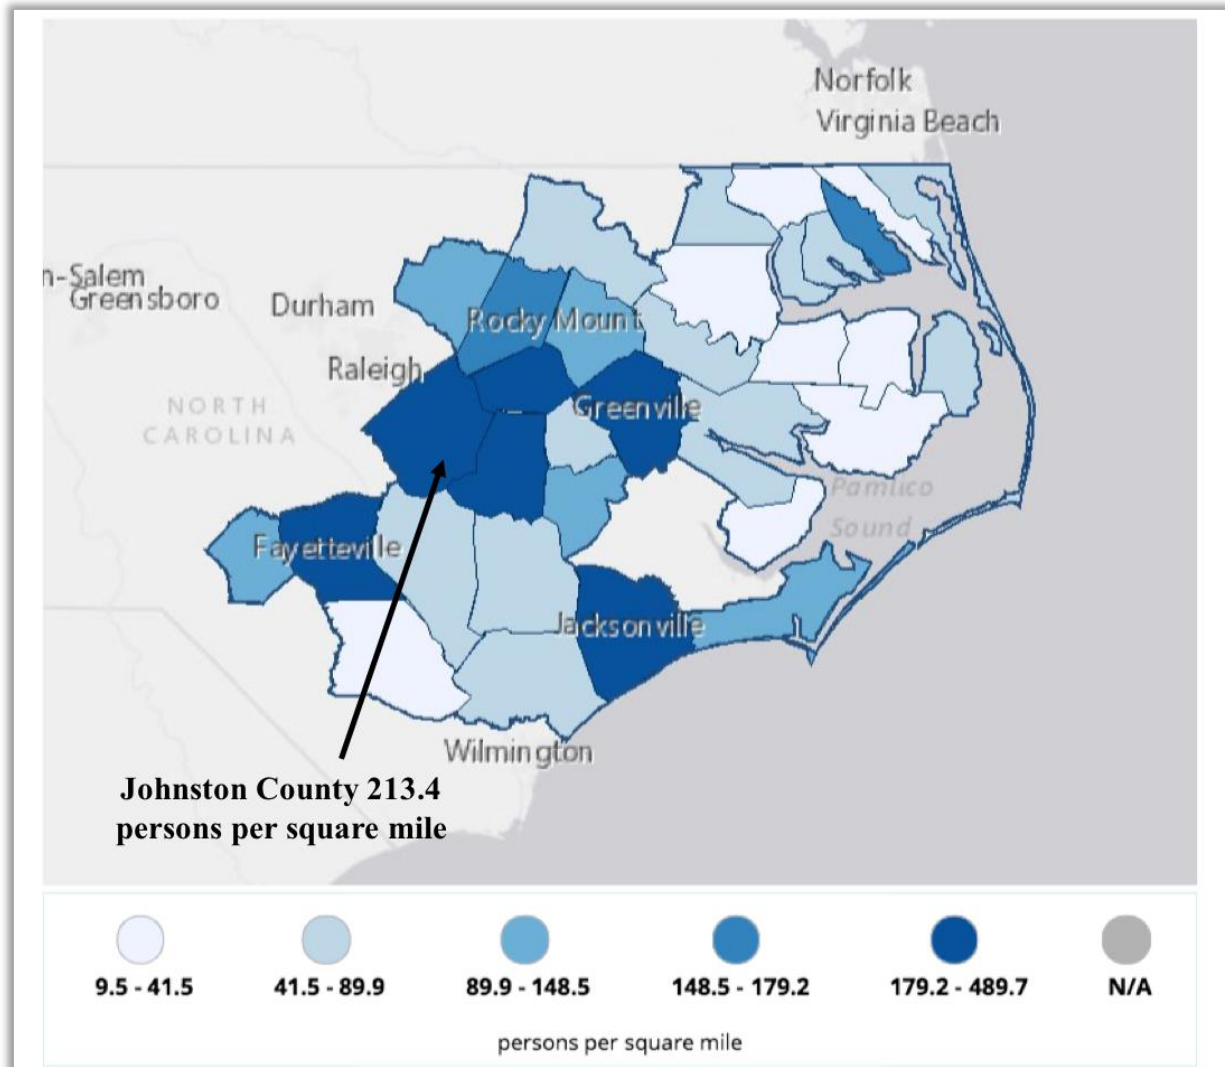 Norfolk
Virginia Beach
n-Salem
Greensboro
Durham
Rocky Mount
Raleigh
NORTH
CAROLINA
Greenville
Pamlico
Sound
Fayetteville
Jacksonville
Wilmington
Johnston County 213.4
persons per square mile
9.5 - 41.5
41.5 - 89.9
89.9 - 148.5
148.5 - 179.2
179.2 - 489.7
N/A
persons per square mile